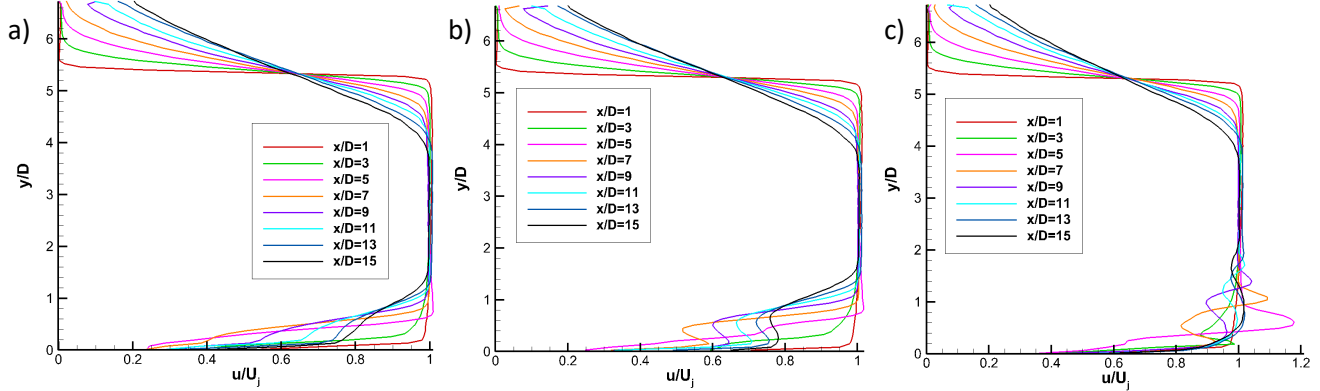 a)
y/D
6
5
4
3
2
1
0
0
0.2
0.4
0.6
0.8
1
u/Uj
x/D=1
x/D=3
x/D=5
x/D=7
x/D=9
x/D=11
x/D=13
x/D=15
b)
y/D
6
5
4
3
2
1
0
0
0.2
0.4
0.6
0.8
1
u/Uj
x/D=1
x/D=3
x/D=5
x/D=7
x/D=9
x/D=11
x/D=13
x/D=15
c)
y/D
6
5
4
3
2
1
0
0
0.2
0.4
0.6
0.8
1
1.2
u/Uj
x/D=1
x/D=3
x/D=5
x/D=7
x/D=9
x/D=11
x/D=13
x/D=15